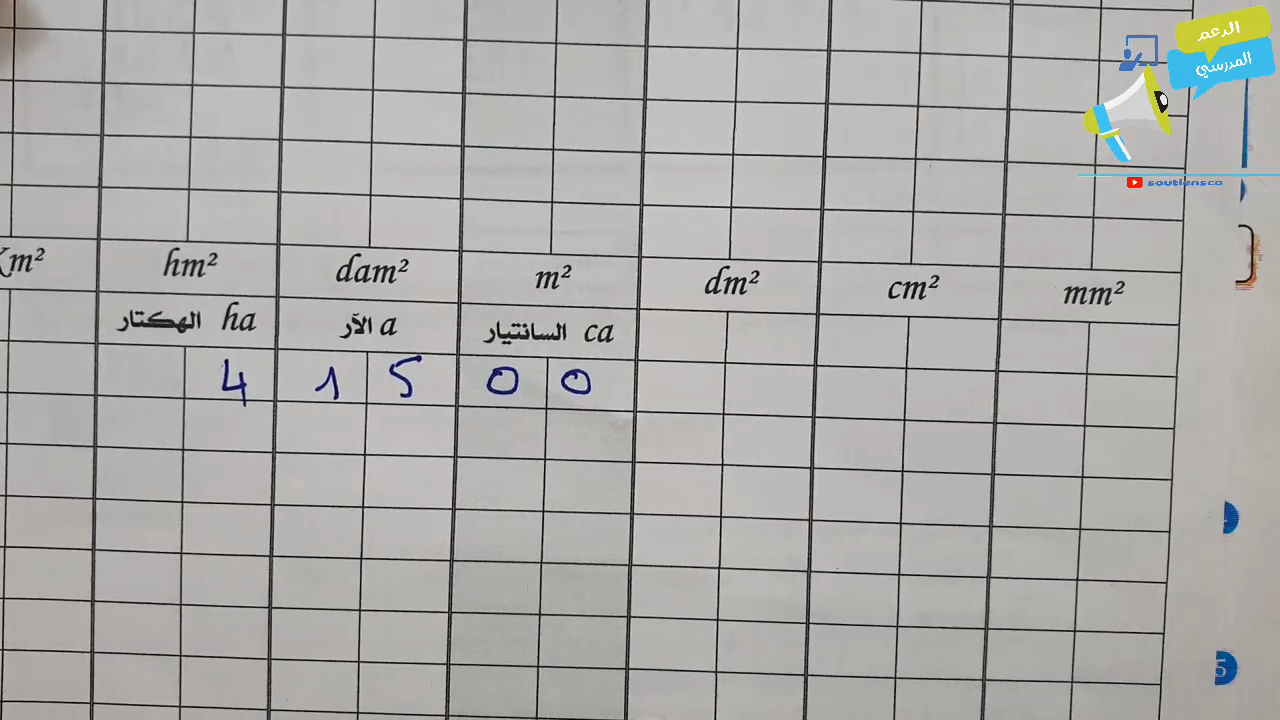 الدعم
المدرسي
soutiensco
Km² hm² dam² m² dm² cm² mm²
الهكتار ha الآر a السانتيار ca
4 1 5 0 0
5